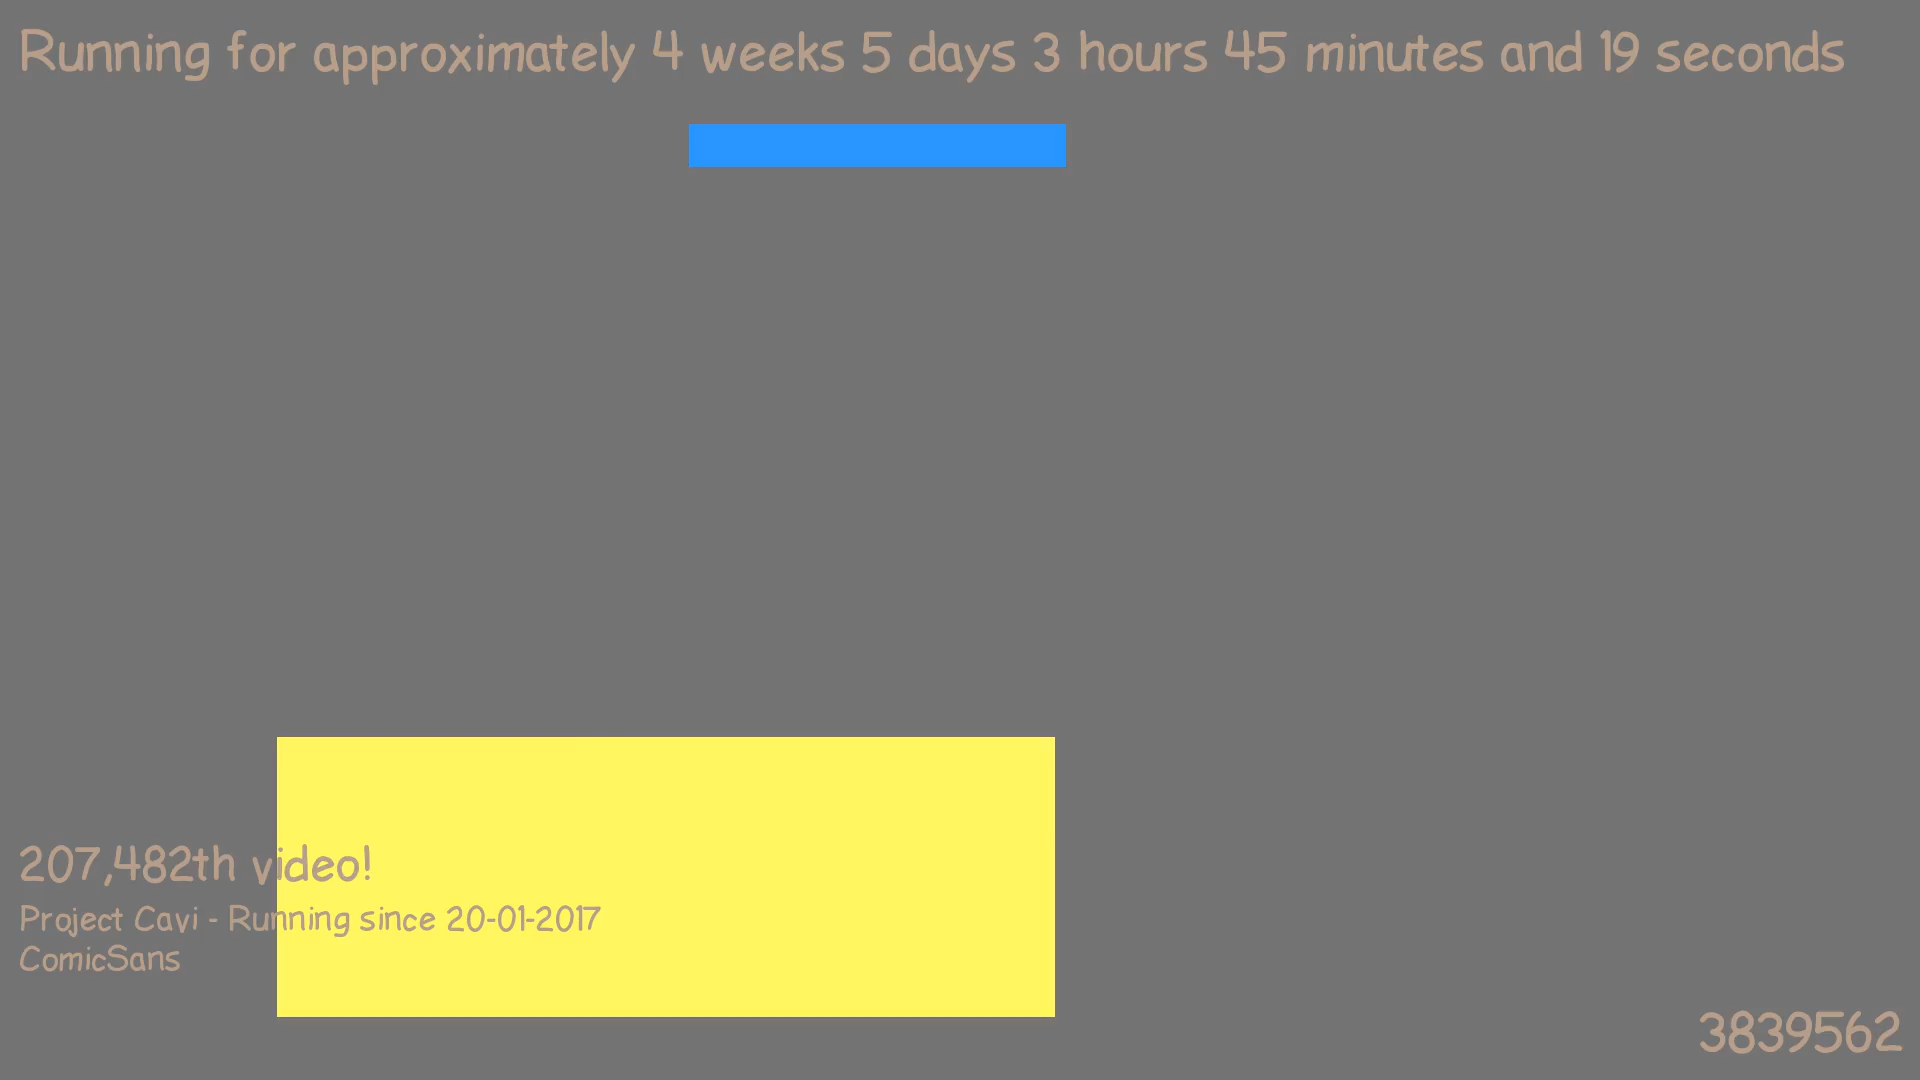 Running for approximately 4 weeks 5 days 3 hours 45 minutes and 19 seconds
207,482th video!
Project Cavi - Running since 20-01-2017
ComicSans
3839562